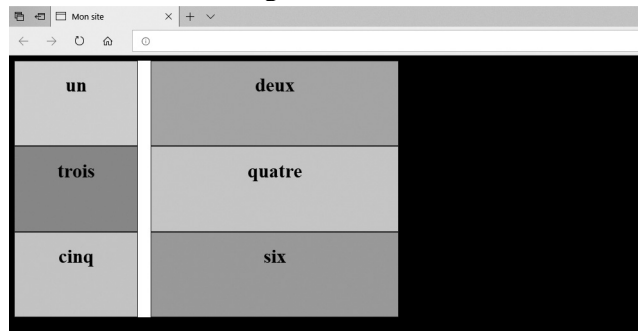 Mon site
un deux
trois quatre
cinq six